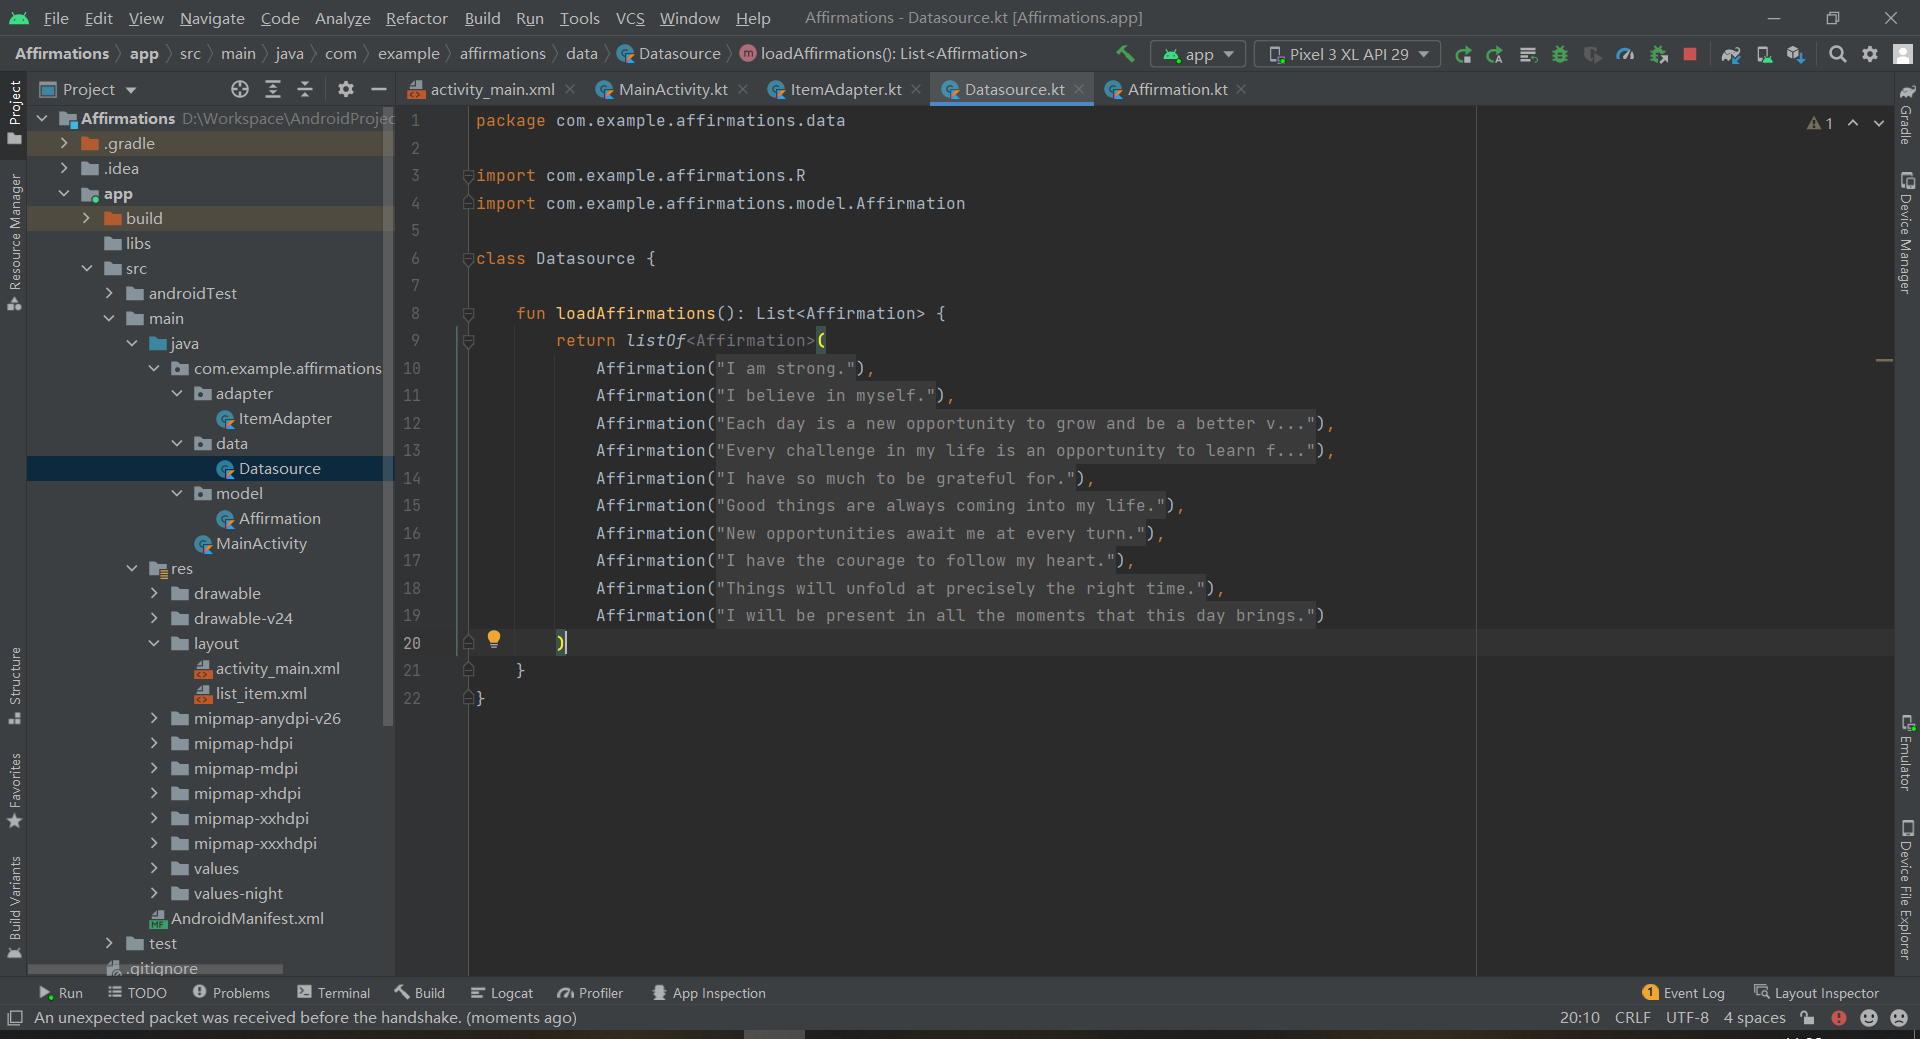 File Edit View Navigate Code Analyze Refactor Build Run Tools VCS Window Help Affirmations - Datasource.kt [Affirmations.app]
Affirmations app src main java com example affirmations data Datasource loadAffirmations(): List<Affirmation> app Pixel 3 XL API 29
Project
activity_main.xml MainActivity.kt ItemAdapter.kt Datasource.kt Affirmation.kt
Project
Resource Manager
Structure
Favorites
Build Variants
Affirmations D:\Workspace\AndroidProjec
.gradle
.idea
app
build
libs
src
androidTest
main
java
com.example.affirmations
adapter
ItemAdapter
data
Datasource
model
Affirmation
MainActivity
res
drawable
drawable-v24
layout
activity_main.xml
list_item.xml
mipmap-anydpi-v26
mipmap-hdpi
mipmap-mdpi
mipmap-xhdpi
mipmap-xxhdpi
mipmap-xxxhdpi
values
values-night
AndroidManifest.xml
test
.gitignore
1 package com.example.affirmations.data
2
3 import com.example.affirmations.R
4 import com.example.affirmations.model.Affirmation
5
6 class Datasource {
7
8 fun loadAffirmations(): List<Affirmation> {
9 return listOf<Affirmation>(
10 Affirmation("I am strong."),
11 Affirmation("I believe in myself."),
12 Affirmation("Each day is a new opportunity to grow and be a better v..."),
13 Affirmation("Every challenge in my life is an opportunity to learn f..."),
14 Affirmation("I have so much to be grateful for."),
15 Affirmation("Good things are always coming into my life."),
16 Affirmation("New opportunities await me at every turn."),
17 Affirmation("I have the courage to follow my heart."),
18 Affirmation("Things will unfold at precisely the right time."),
19 Affirmation("I will be present in all the moments that this day brings.")
20 )
21 }
22 }
1
Gradle
Device Manager
Emulator
Device File Explorer
Run TODO Problems Terminal Build Logcat Profiler App Inspection 1 Event Log Layout Inspector
An unexpected packet was received before the handshake. (moments ago) 20:10 CRLF UTF-8 4 spaces